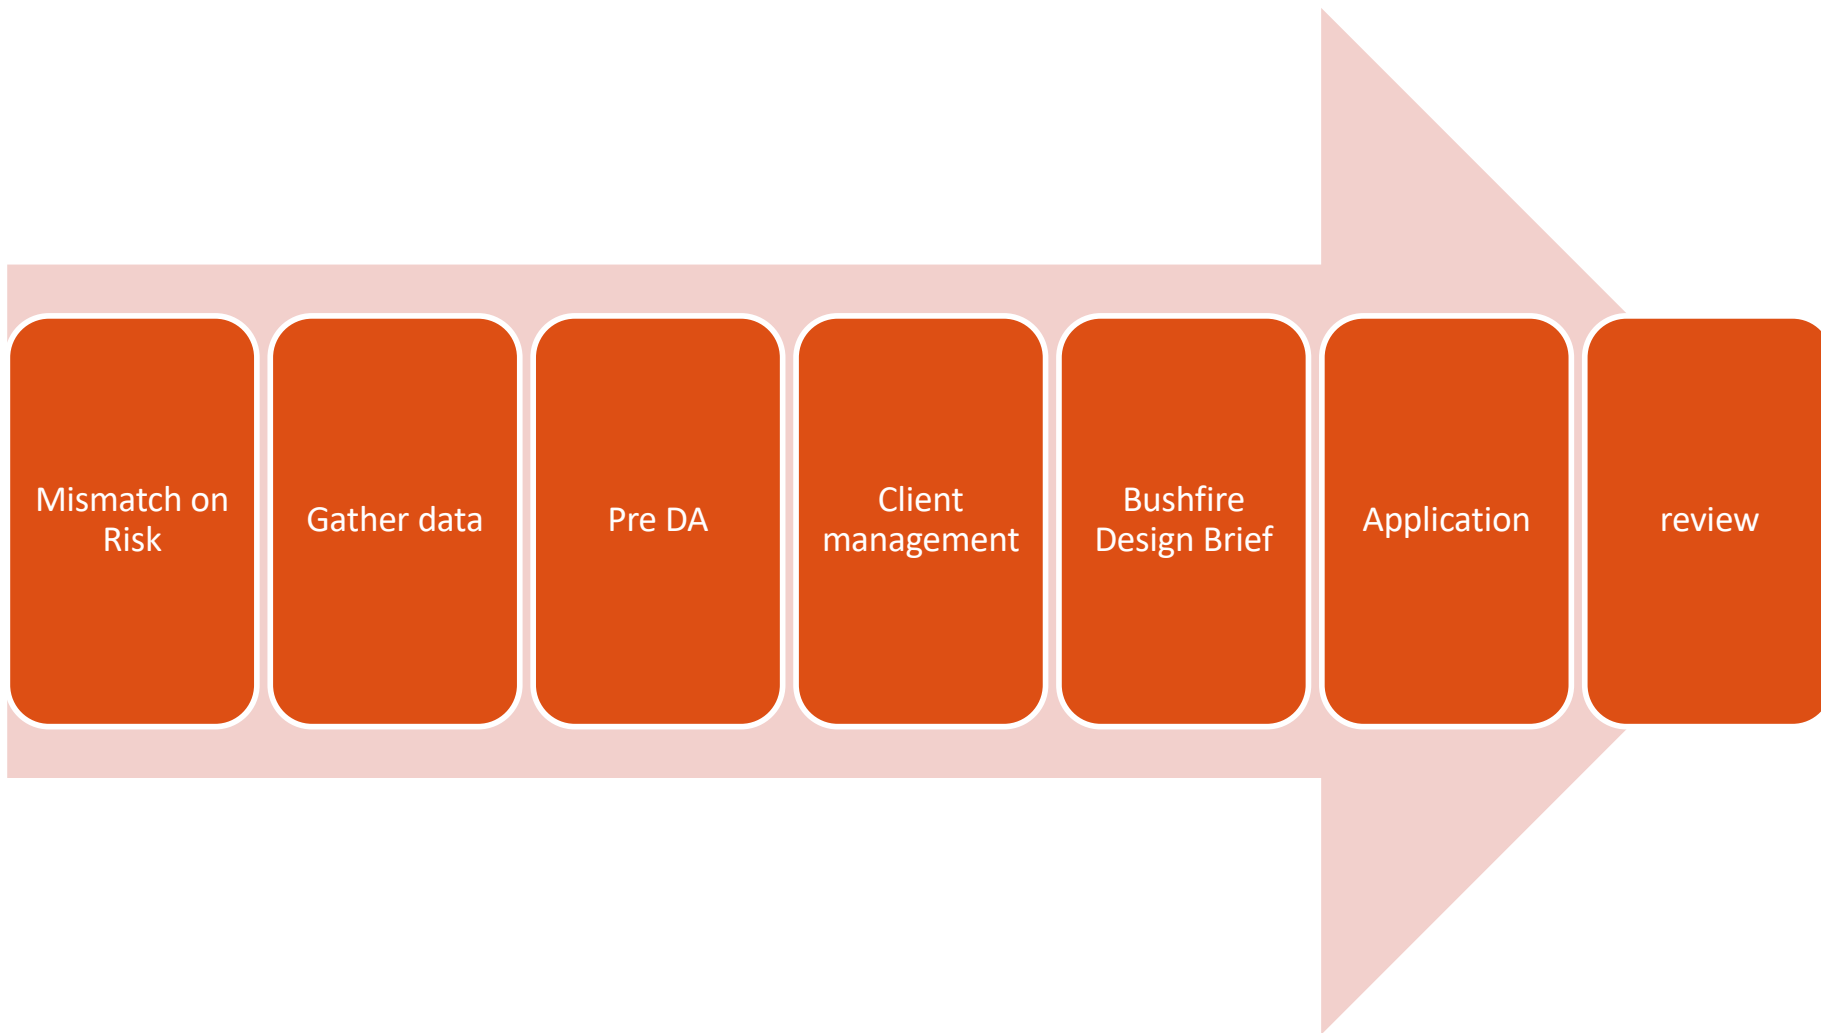 Mismatch on
Risk
Gather data
Pre DA
Client
management
Bushfire
Design Brief
Application
review